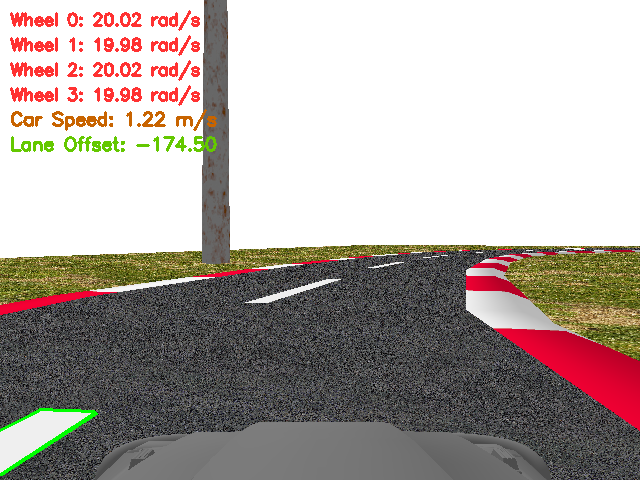 Wheel 0: 20.02 rad/s
Wheel 1: 19.98 rad/s
Wheel 2: 20.02 rad/s
Wheel 3: 19.98 rad/s
Car Speed: 1.22 m/s
Lane Offset: -174.50